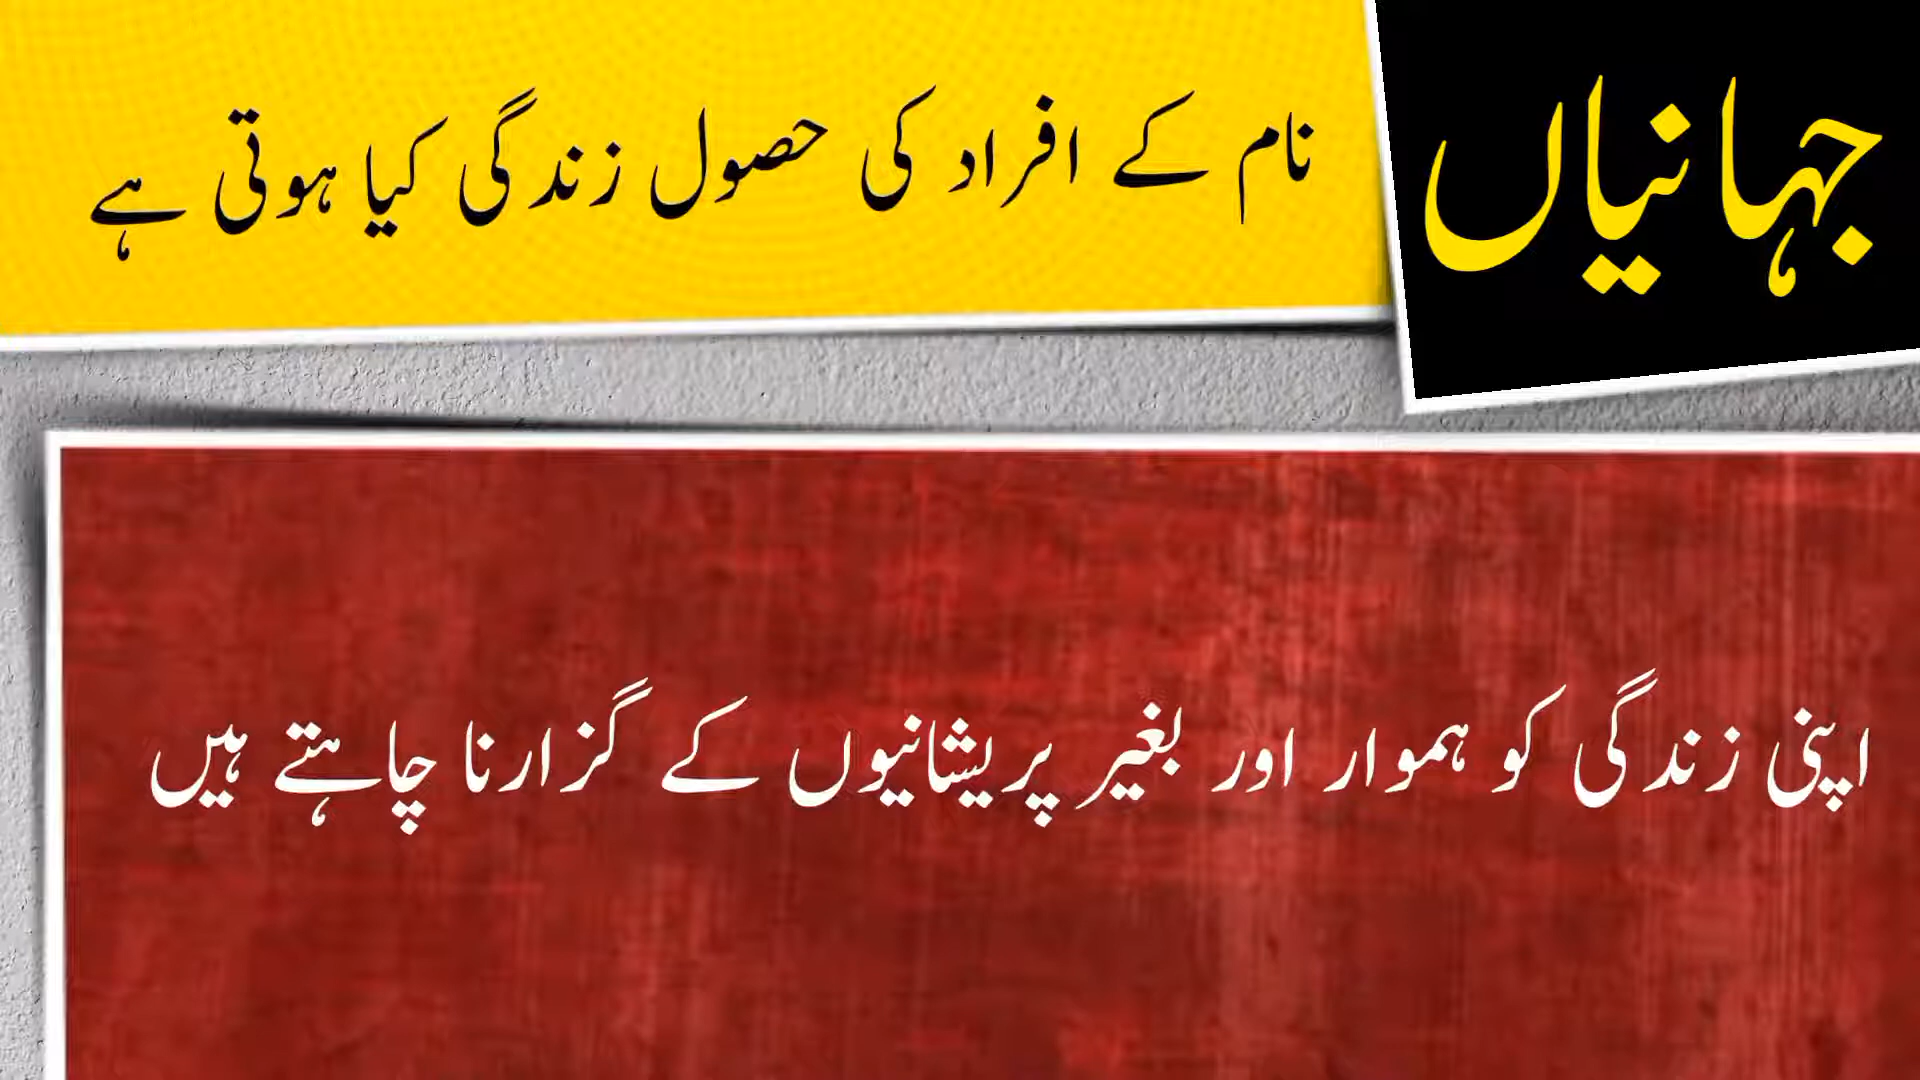 جہانیاں
نام کے افراد کی حصول زندگی کیا ہوتی ہے
اپنی زندگی کو ہموار اور بغیر پریشانیوں کے گزارنا چاہتے ہیں